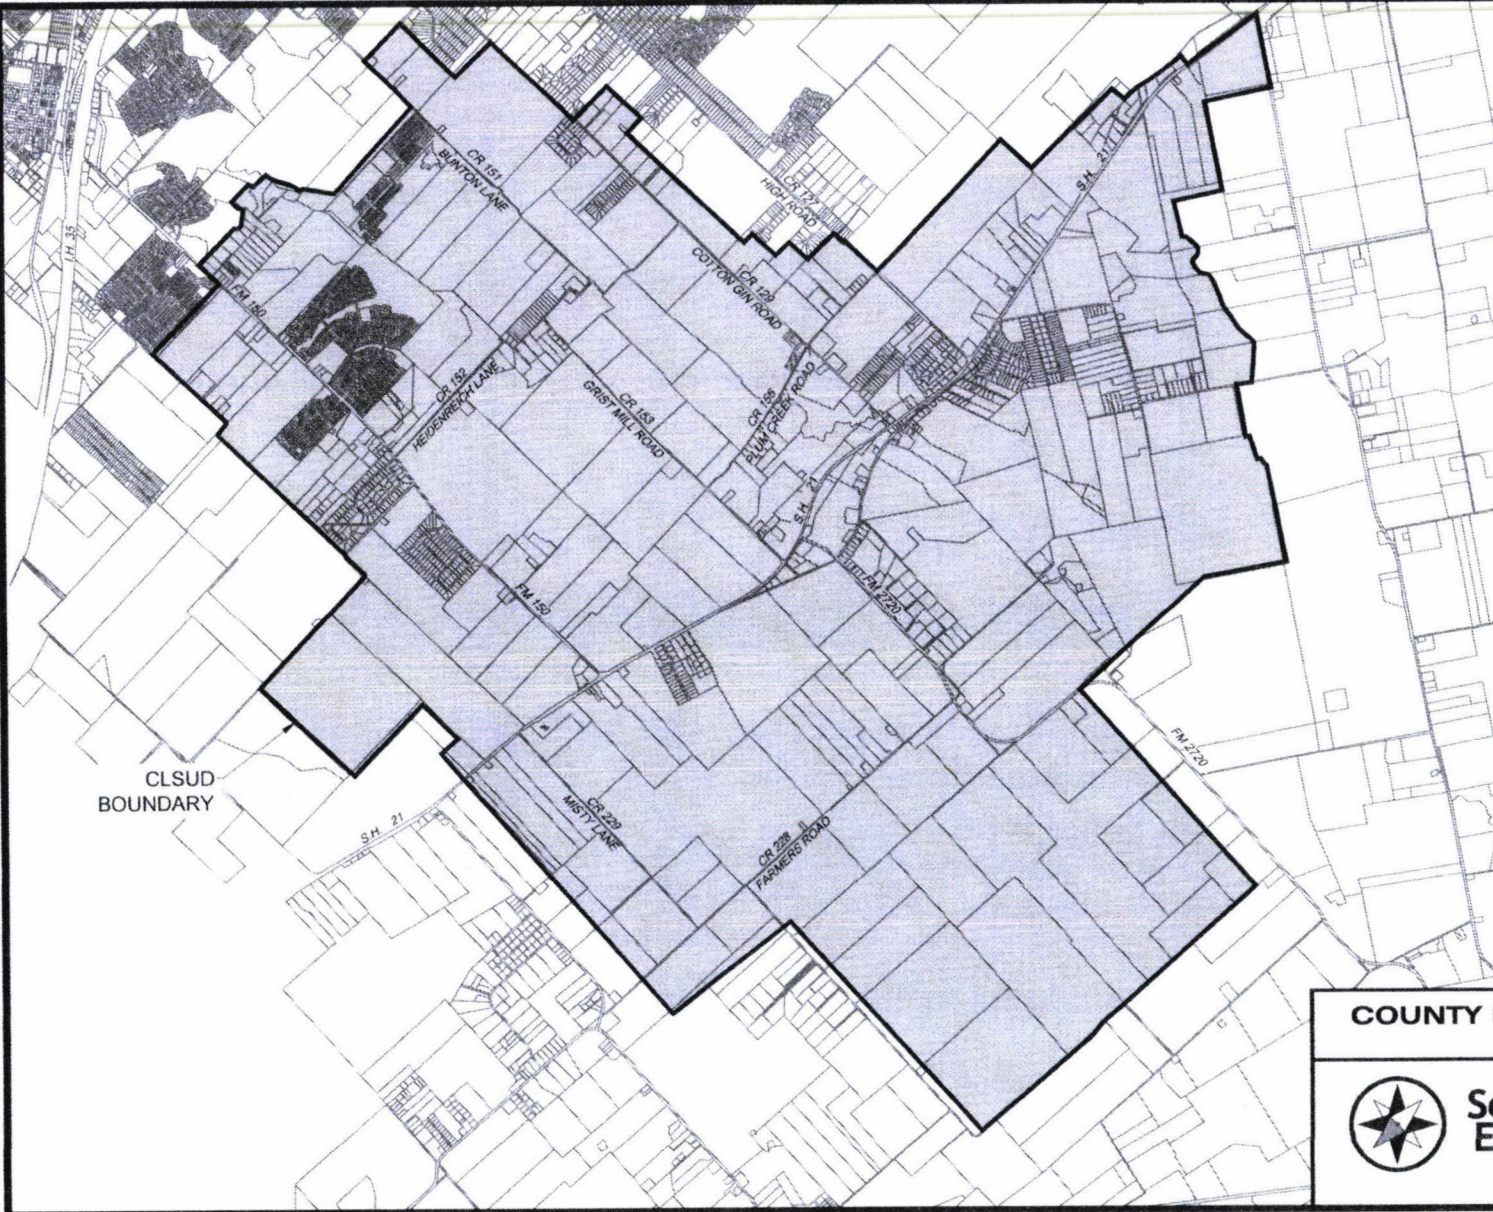 CR 151
BUNTON LANE
CR 127
HIGH ROAD
S.H. 21
I.H. 35
FM 150
CR 129
COTTON GIN ROAD
CR 152
HEIDENREICH LANE
CR 153
GRIST MILL ROAD
CR 156
PLUM CREEK ROAD
S.H. 21
FM 150
FM 2720
FM 2720
CLSUD
BOUNDARY
S.H. 21
CR 229
MISTY LANE
CR 228
FARMERS ROAD
COUNTY